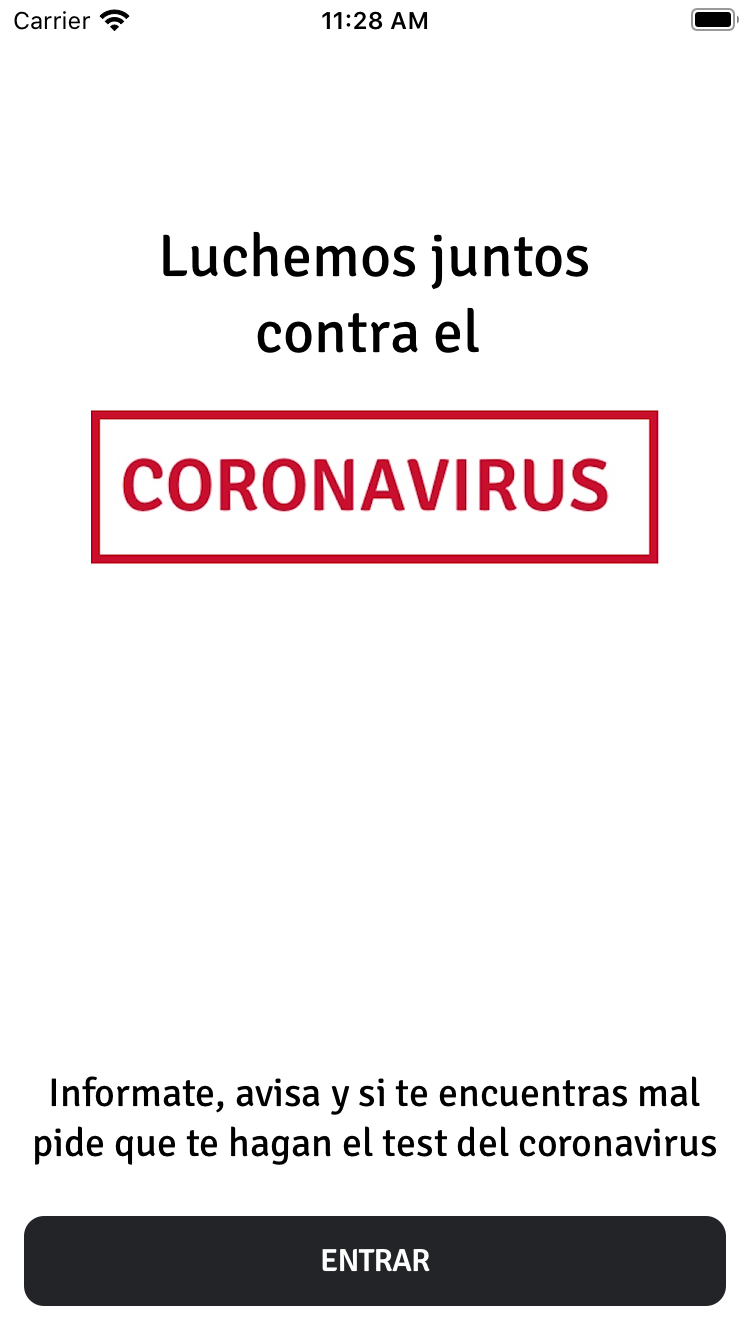 Carrier 11:28 AM
Luchemos juntos
contra el
CORONAVIRUS
Informate, avisa y si te encuentras mal
pide que te hagan el test del coronavirus
ENTRAR